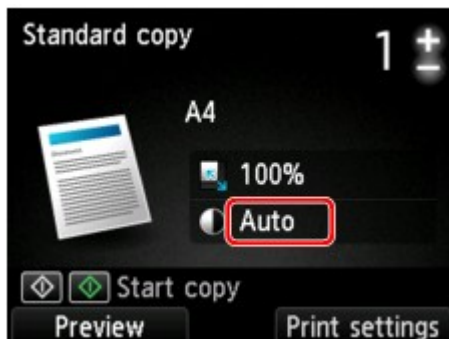 Standard copy
1
A4
100%
Auto
Start copy
Preview
Print settings